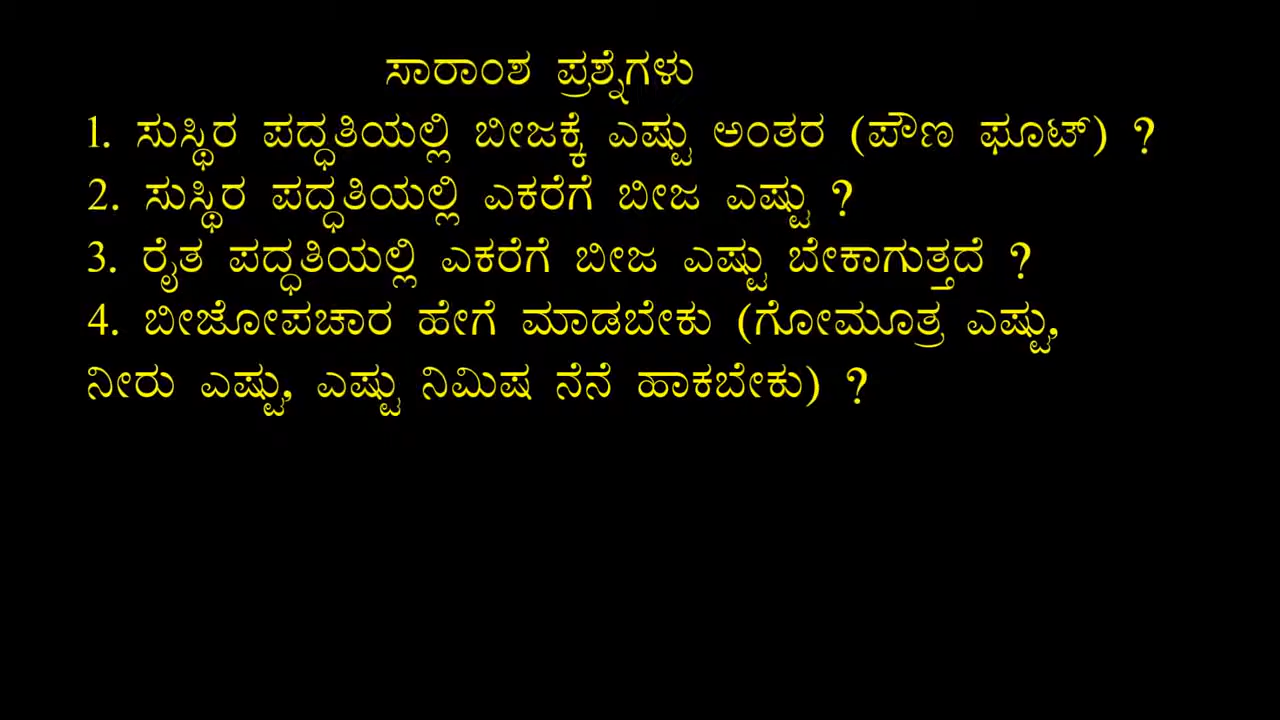 ಸಾರಾಂಶ ಪ್ರಶ್ನೆಗಳು
1. ಸುಸ್ಥಿರ ಪದ್ಧತಿಯಲ್ಲಿ ಬೀಜಕ್ಕೆ ಎಷ್ಟು ಅಂತರ (ಪೌಣ ಫೂಟ್) ?
2. ಸುಸ್ಥಿರ ಪದ್ಧತಿಯಲ್ಲಿ ಎಕರೆಗೆ ಬೀಜ ಎಷ್ಟು ?
3. ರೈತ ಪದ್ಧತಿಯಲ್ಲಿ ಎಕರೆಗೆ ಬೀಜ ಎಷ್ಟು ಬೇಕಾಗುತ್ತದೆ ?
4. ಬೀಜೋಪಚಾರ ಹೇಗೆ ಮಾಡಬೇಕು (ಗೋಮೂತ್ರ ಎಷ್ಟು,
ನೀರು ಎಷ್ಟು, ಎಷ್ಟು ನಿಮಿಷ ನೆನೆ ಹಾಕಬೇಕು) ?